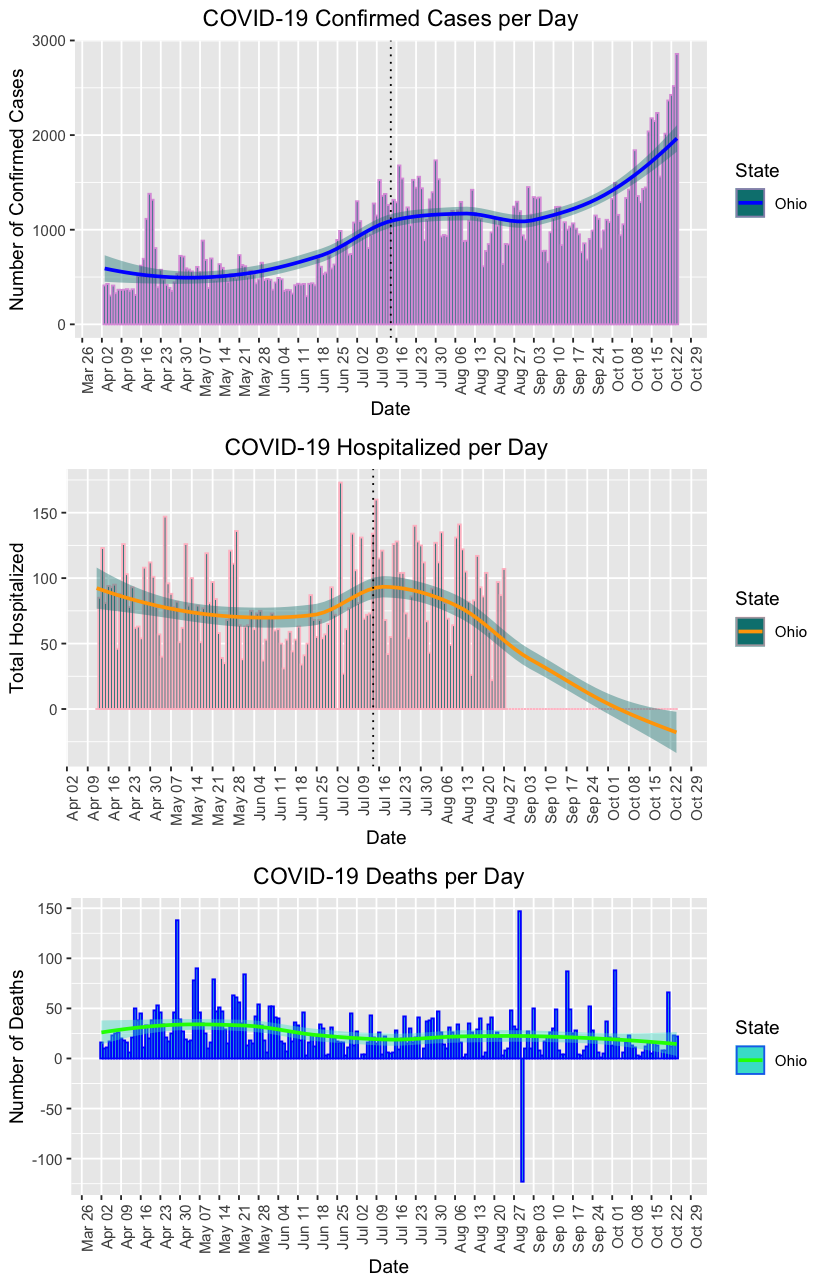 COVID-19 Confirmed Cases per Day
Number of Confirmed Cases
3000
2000
1000
0
Mar 26
Apr 02
Apr 09
Apr 16
Apr 23
Apr 30
May 07
May 14
May 21
May 28
Jun 04
Jun 11
Jun 18
Jun 25
Jul 02
Jul 09
Jul 16
Jul 23
Jul 30
Aug 06
Aug 13
Aug 20
Aug 27
Sep 03
Sep 10
Sep 17
Sep 24
Oct 01
Oct 08
Oct 15
Oct 22
Oct 29
Date
State
Ohio
COVID-19 Hospitalized per Day
Total Hospitalized
150
100
50
0
Apr 02
Apr 09
Apr 16
Apr 23
Apr 30
May 07
May 14
May 21
May 28
Jun 04
Jun 11
Jun 18
Jun 25
Jul 02
Jul 09
Jul 16
Jul 23
Jul 30
Aug 06
Aug 13
Aug 20
Aug 27
Sep 03
Sep 10
Sep 17
Sep 24
Oct 01
Oct 08
Oct 15
Oct 22
Oct 29
Date
State
Ohio
COVID-19 Deaths per Day
Number of Deaths
150
100
50
0
-50
-100
Mar 26
Apr 02
Apr 09
Apr 16
Apr 23
Apr 30
May 07
May 14
May 21
May 28
Jun 04
Jun 11
Jun 18
Jun 25
Jul 02
Jul 09
Jul 16
Jul 23
Jul 30
Aug 06
Aug 13
Aug 20
Aug 27
Sep 03
Sep 10
Sep 17
Sep 24
Oct 01
Oct 08
Oct 15
Oct 22
Oct 29
Date
State
Ohio